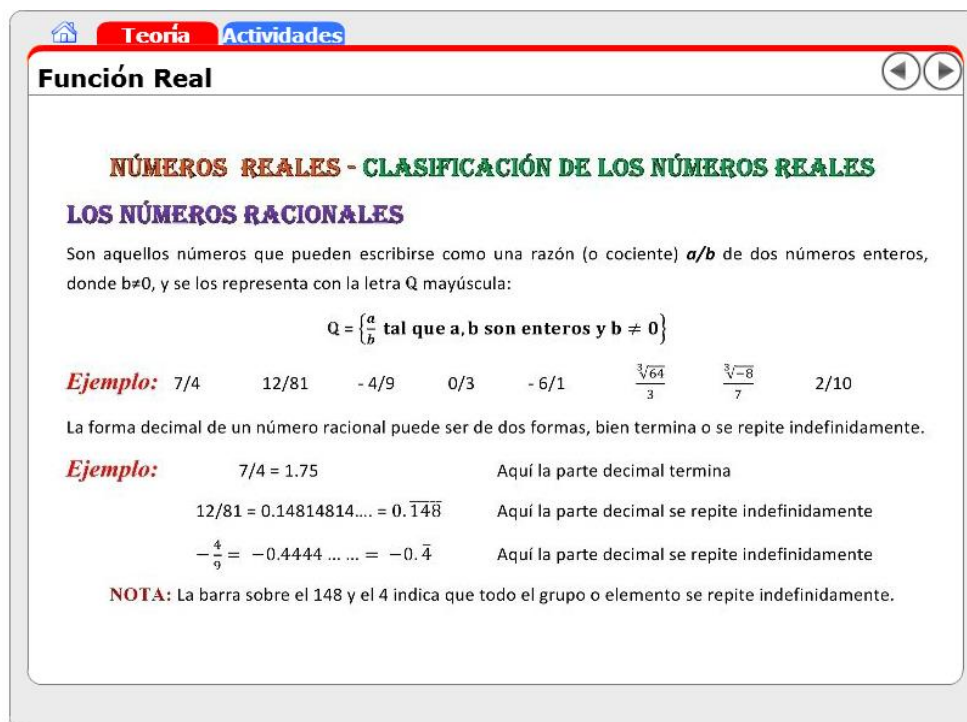 Teoría Actividades
Función Real
NÚMEROS REALES - CLASIFICACIÓN DE LOS NÚMEROS REALES
LOS NÚMEROS RACIONALES
Son aquellos números que pueden escribirse como una razón (o cociente) a/b de dos números enteros,
donde b≠0, y se los representa con la letra ℚ mayúscula:
ℚ = {a/b tal que a, b son enteros y b ≠ 0}
Ejemplo: 7/4 12/81 - 4/9 0/3 - 6/1 ∛64/3 ∛-8/7 2/10
La forma decimal de un número racional puede ser de dos formas, bien termina o se repite indefinidamente.
Ejemplo: 7/4 = 1.75 Aquí la parte decimal termina
12/81 = 0.14814814.... = 0. 1̅4̅8̅ Aquí la parte decimal se repite indefinidamente
−4/9 = −0.4444 ... ... = −0. 4̅ Aquí la parte decimal se repite indefinidamente
NOTA: La barra sobre el 148 y el 4 indica que todo el grupo o elemento se repite indefinidamente.